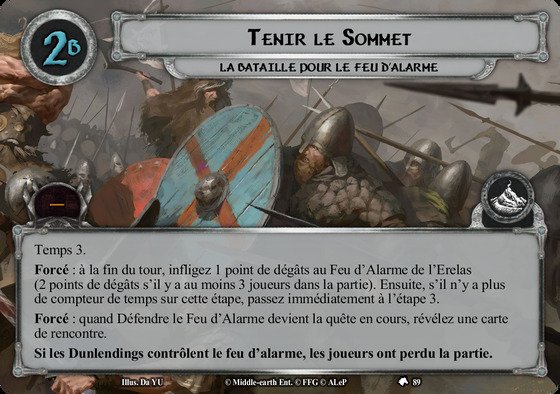 2B
Tenir le Sommet
La Bataille pour le Feu d'Alarme
–
Temps 3.
Forcé : à la fin du tour, infligez 1 point de dégâts au Feu d'Alarme de l'Erelas
(2 points de dégâts s'il y a au moins 3 joueurs dans la partie). Ensuite, s'il n'y a plus
de compteur de temps sur cette étape, passez immédiatement à l'étape 3.
Forcé : quand Défendre le Feu d'Alarme devient la quête en cours, révélez une carte
de rencontre.
Si les Dunlendings contrôlent le feu d'alarme, les joueurs ont perdu la partie.
Illus. Da YU © Middle-earth Ent. © FFG © ALeP 89